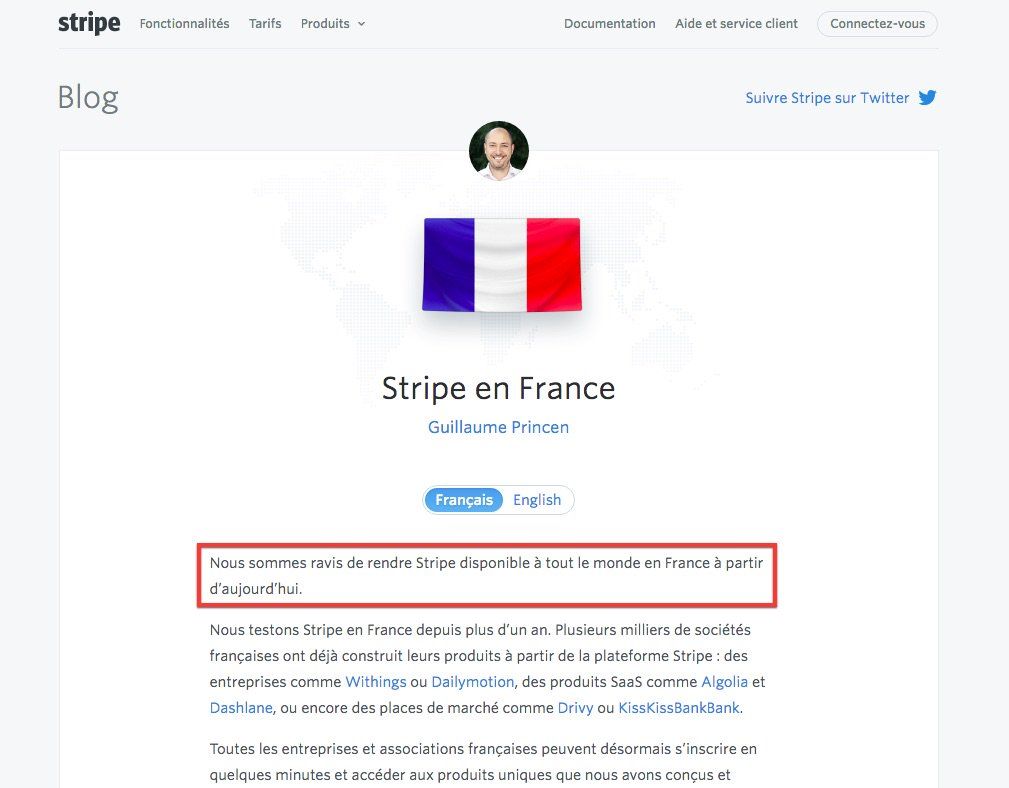 stripe Fonctionnalités Tarifs Produits Documentation Aide et service client Connectez-vous
Blog
Suivre Stripe sur Twitter
Stripe en France
Guillaume Princen
Français English
Nous sommes ravis de rendre Stripe disponible à tout le monde en France à partir
d’aujourd’hui.
Nous testons Stripe en France depuis plus d’un an. Plusieurs milliers de sociétés
françaises ont déjà construit leurs produits à partir de la plateforme Stripe : des
entreprises comme Withings ou Dailymotion, des produits SaaS comme Algolia et
Dashlane, ou encore des places de marché comme Drivy ou KissKissBankBank.
Toutes les entreprises et associations françaises peuvent désormais s’inscrire en
quelques minutes et accéder aux produits uniques que nous avons conçus et